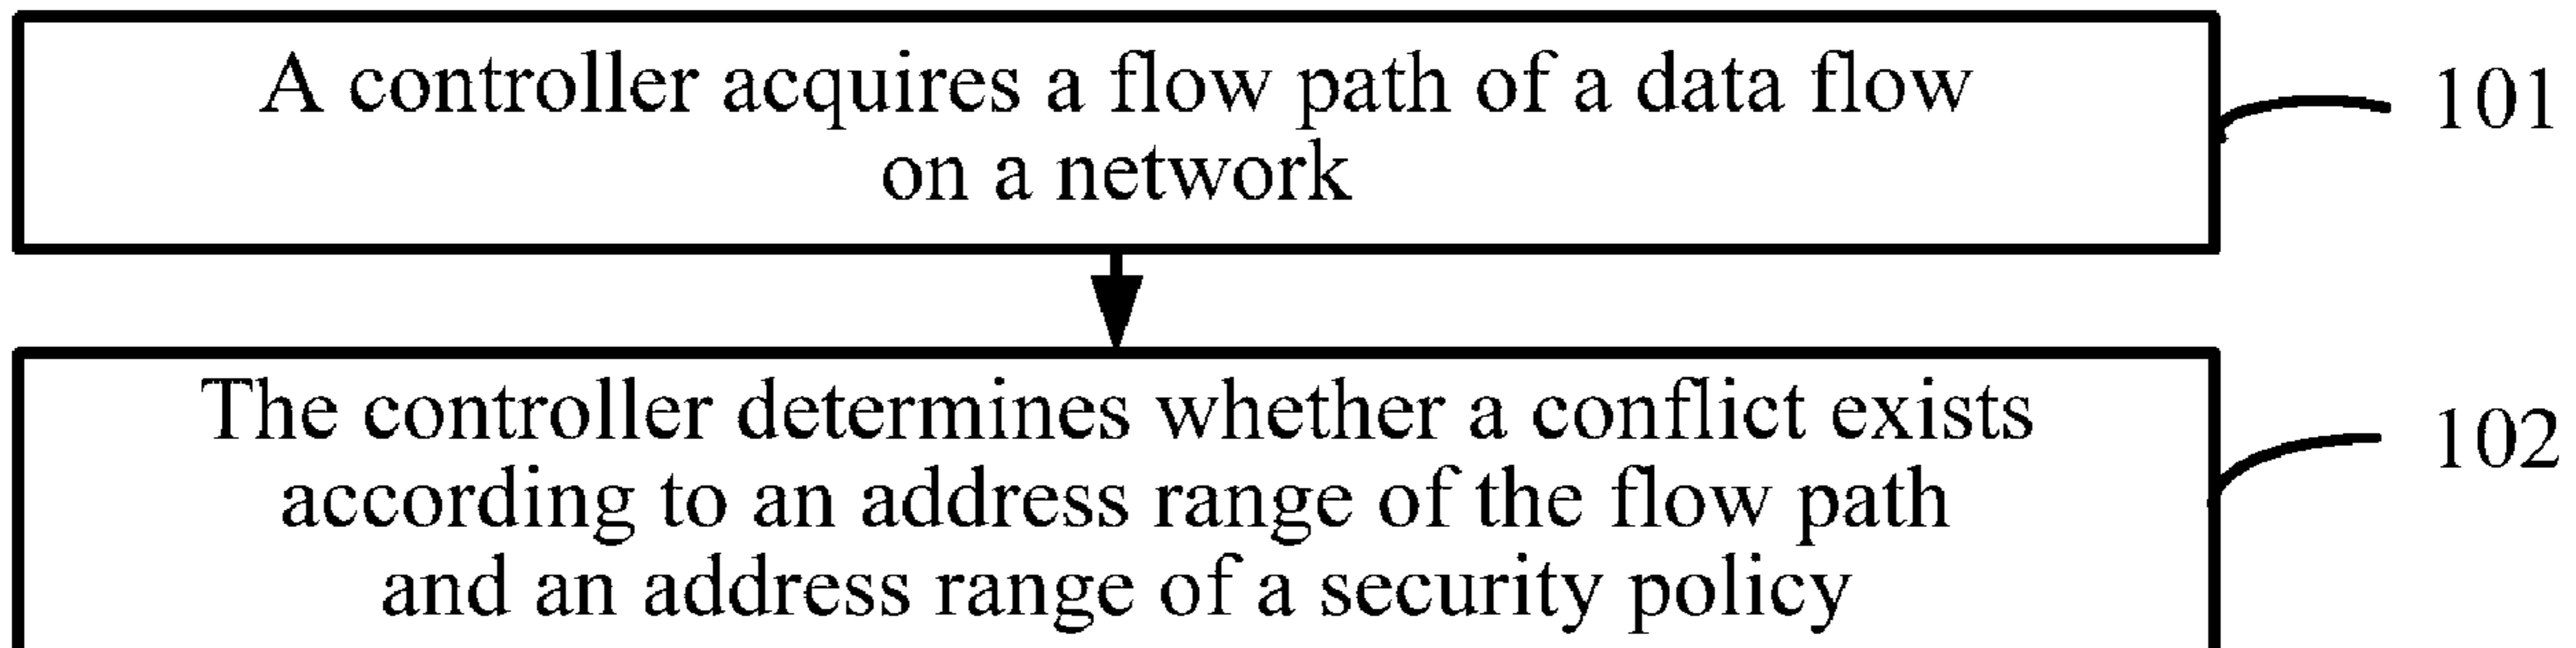 A controller acquires a flow path of a data flow
on a network
101
The controller determines whether a conflict exists
according to an address range of the flow path
and an address range of a security policy
102